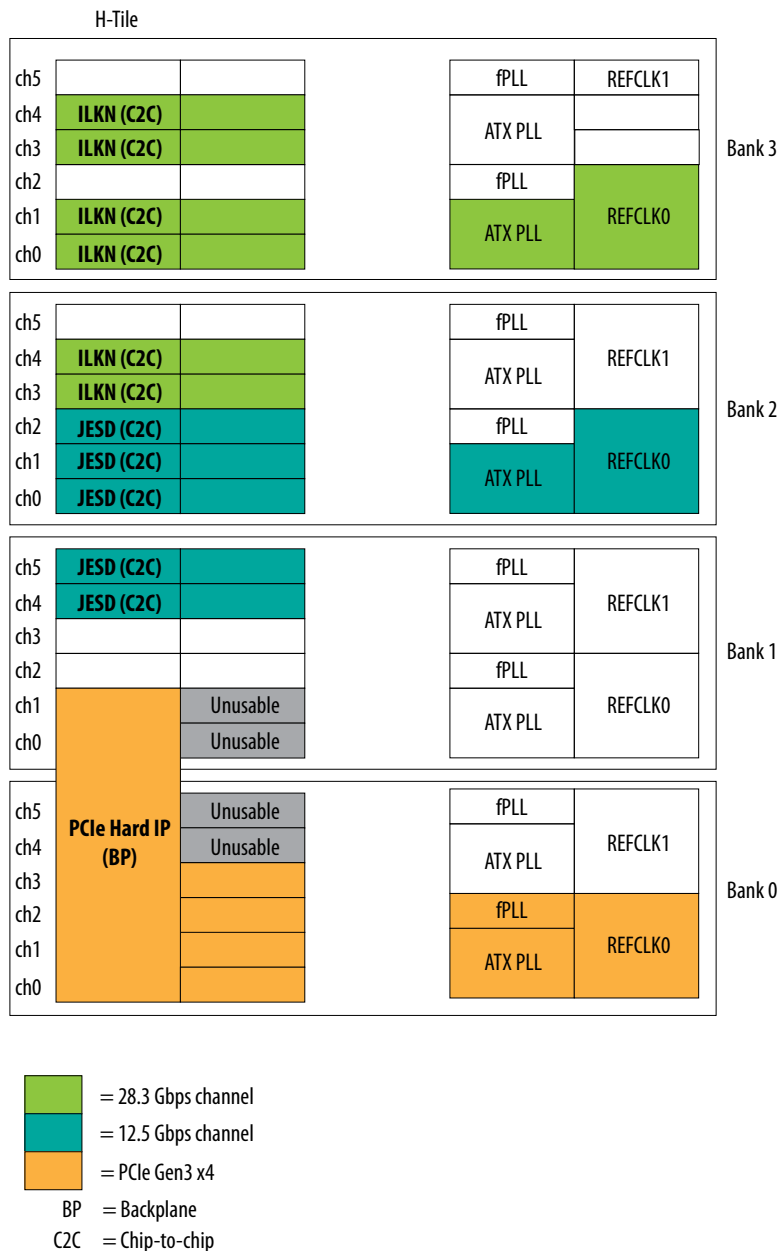 H-Tile
ch5 fPLL REFCLK1
ch4 ILKN (C2C) ATX PLL
ch3 ILKN (C2C)
Bank 3
ch2 fPLL
ch1 ILKN (C2C) ATX PLL REFCLK0
ch0 ILKN (C2C)
ch5 fPLL REFCLK1
ch4 ILKN (C2C) ATX PLL
ch3 ILKN (C2C)
Bank 2
ch2 JESD (C2C) fPLL
ch1 JESD (C2C) ATX PLL REFCLK0
ch0 JESD (C2C)
ch5 JESD (C2C) fPLL REFCLK1
ch4 JESD (C2C) ATX PLL
ch3
Bank 1
ch2 fPLL
ch1 Unusable ATX PLL REFCLK0
ch0 Unusable
ch5 Unusable fPLL REFCLK1
PCIe Hard IP
(BP)
ch4 Unusable ATX PLL
ch3
Bank 0
ch2 fPLL
ch1 ATX PLL REFCLK0
ch0
= 28.3 Gbps channel
= 12.5 Gbps channel
= PCIe Gen3 x4
BP = Backplane
C2C = Chip-to-chip